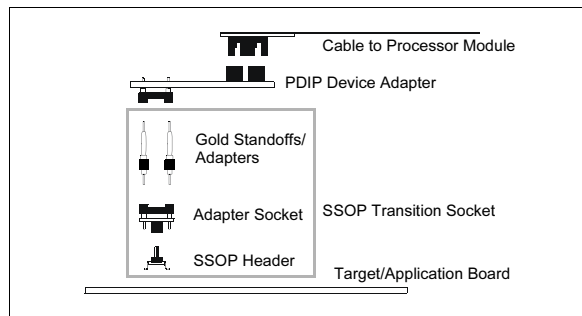 Cable to Processor Module
PDIP Device Adapter
Gold Standoffs/
Adapters
Adapter Socket
SSOP Transition Socket
SSOP Header
Target/Application Board